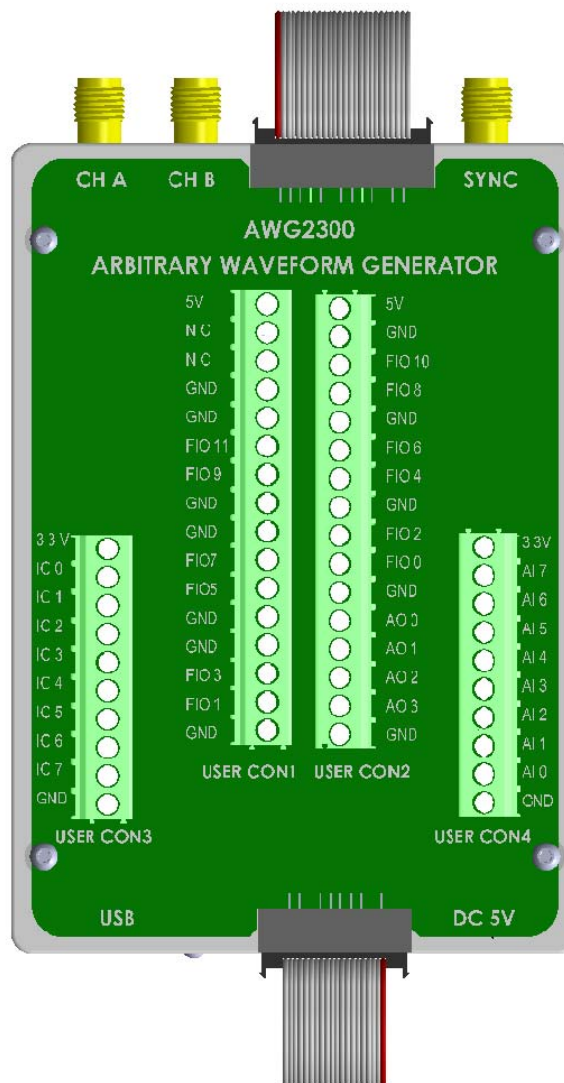 CH A CH B SYNC
AWG2300
ARBITRARY WAVEFORM GENERATOR
5V
N C
N C
GND
GND
FIO 11
FIO 9
GND
GND
FIO7
FIO5
GND
GND
FIO 3
FIO 1
GND
USER CON1
5V
GND
FIO 10
FIO 8
GND
FIO 6
FIO 4
GND
FIO 2
FIO 0
GND
AO 0
AO 1
AO 2
AO 3
GND
USER CON2
3 3 V
IC 0
IC 1
IC 2
IC 3
IC 4
IC 5
IC 6
IC 7
GND
USER CON3
3 3V
AI 7
AI 6
AI 5
AI 4
AI 3
AI 2
AI 1
AI 0
GND
USER CON4
USB DC 5V